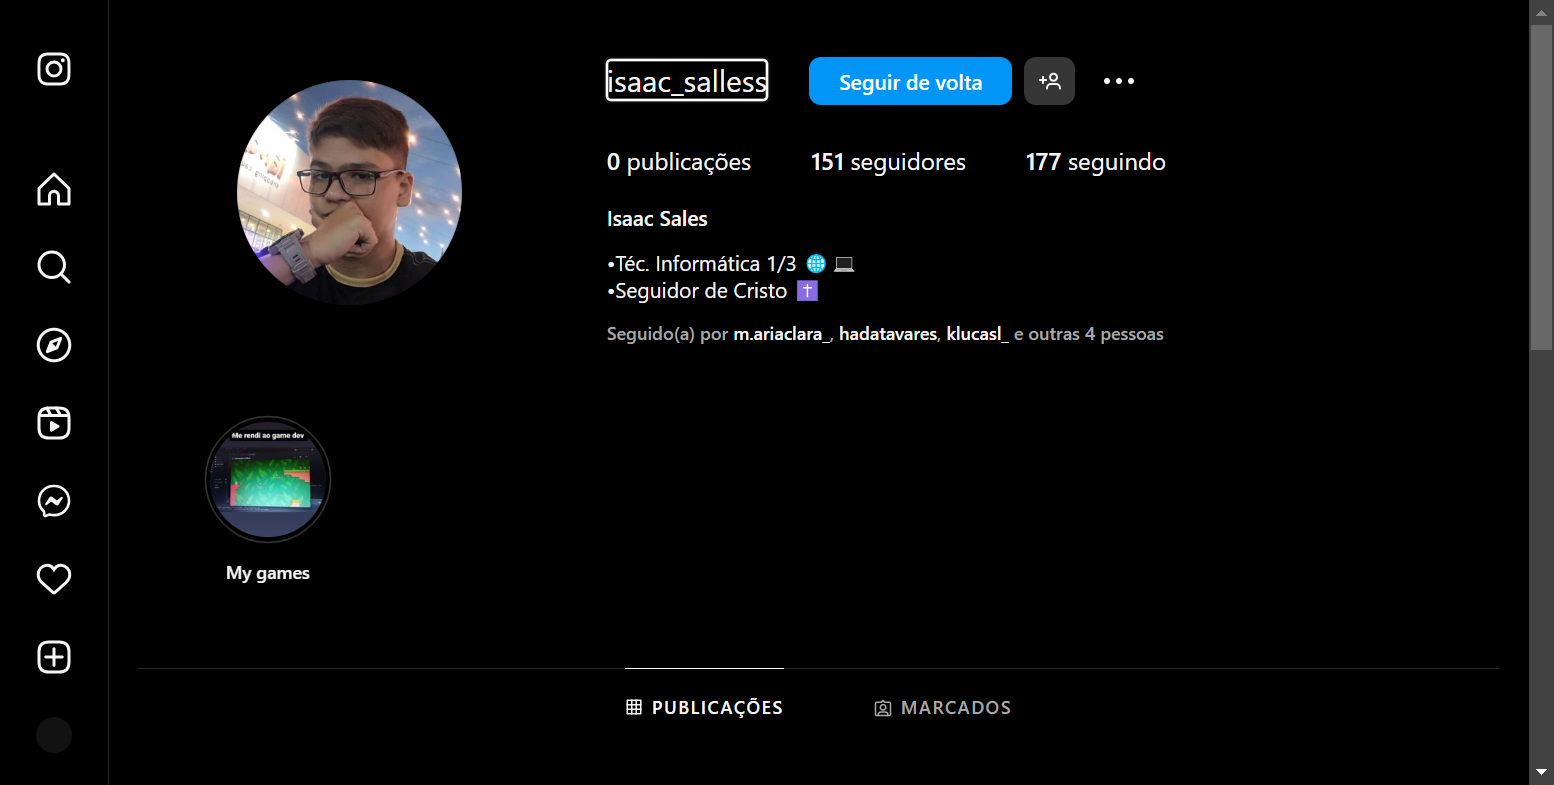 isaac_salless
Seguir de volta
0 publicações 151 seguidores 177 seguindo
Isaac Sales
•Téc. Informática 1/3 🌐 💻
•Seguidor de Cristo ✝️
Seguido(a) por m.ariaclara_, hadatavares, klucasl_ e outras 4 pessoas
Me rendi ao game dev
My games
PUBLICAÇÕES
MARCADOS